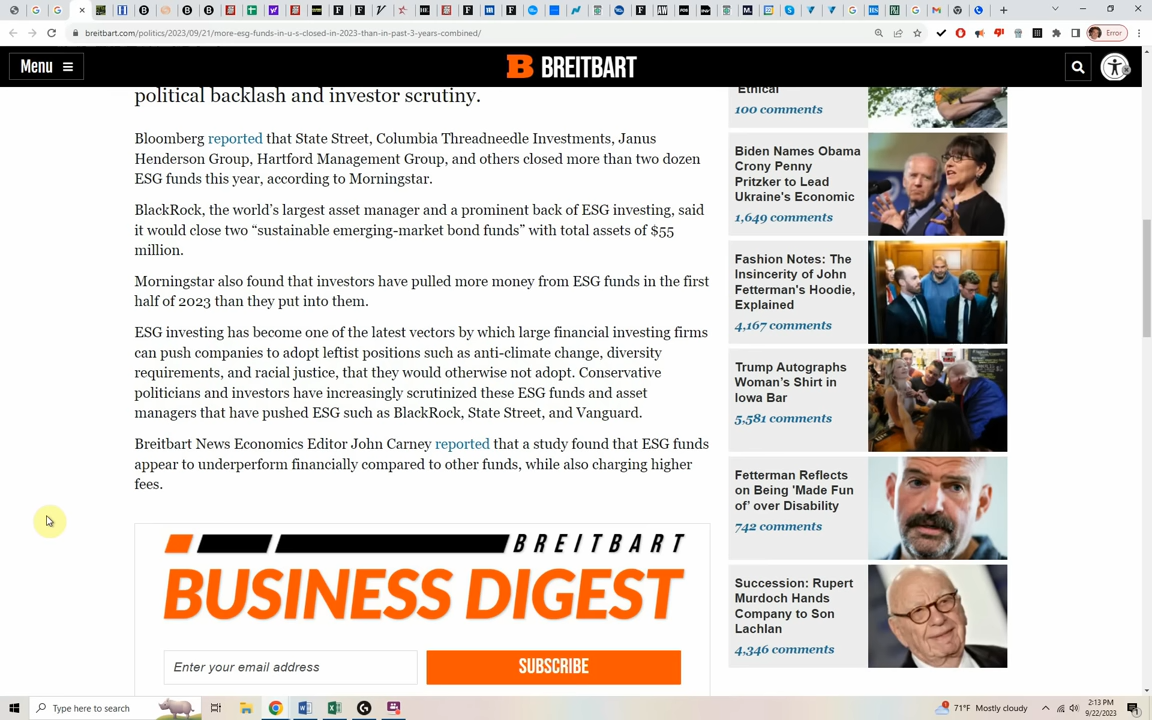 Error
breitbart.com/politics/2023/09/21/more-esg-funds-in-u-s-closed-in-2023-than-in-past-3-years-combined/
Menu
BREITBART
political backlash and investor scrutiny.
Bloomberg reported that State Street, Columbia Threadneedle Investments, Janus
Henderson Group, Hartford Management Group, and others closed more than two dozen
ESG funds this year, according to Morningstar.
BlackRock, the world’s largest asset manager and a prominent back of ESG investing, said
it would close two “sustainable emerging-market bond funds” with total assets of $55
million.
Morningstar also found that investors have pulled more money from ESG funds in the first
half of 2023 than they put into them.
ESG investing has become one of the latest vectors by which large financial investing firms
can push companies to adopt leftist positions such as anti-climate change, diversity
requirements, and racial justice, that they would otherwise not adopt. Conservative
politicians and investors have increasingly scrutinized these ESG funds and asset
managers that have pushed ESG such as BlackRock, State Street, and Vanguard.
Breitbart News Economics Editor John Carney reported that a study found that ESG funds
appear to underperform financially compared to other funds, while also charging higher
fees.
BREITBART
BUSINESS DIGEST
Enter your email address
SUBSCRIBE
Ethical
100 comments
Biden Names Obama
Crony Penny
Pritzker to Lead
Ukraine's Economic
1,649 comments
Fashion Notes: The
Insincerity of John
Fetterman's Hoodie,
Explained
4,167 comments
Trump Autographs
Woman’s Shirt in
Iowa Bar
5,581 comments
Fetterman Reflects
on Being 'Made Fun
of' over Disability
742 comments
Succession: Rupert
Murdoch Hands
Company to Son
Lachlan
4,346 comments
Type here to search
71°F Mostly cloudy
2:13 PM
9/22/2023